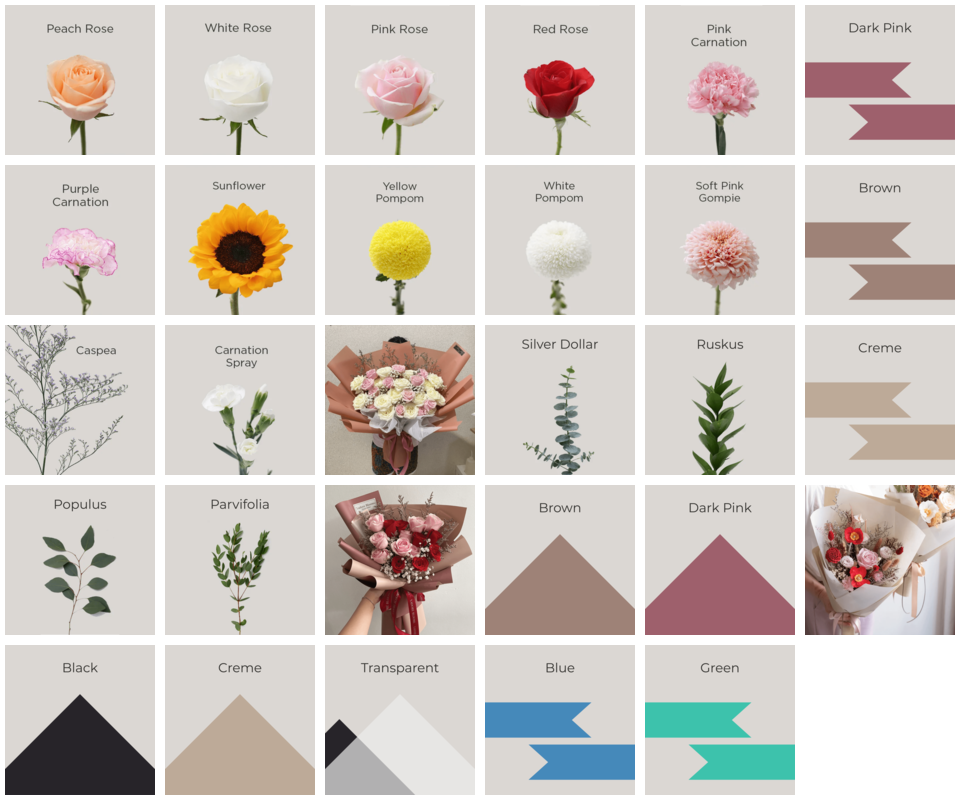 Peach Rose
White Rose
Pink Rose
Red Rose
Pink
Carnation
Dark Pink
Purple
Carnation
Sunflower
Yellow
Pompom
White
Pompom
Soft Pink
Gompie
Brown
Caspea
Carnation
Spray
Silver Dollar
Ruskus
Creme
Populus
Parvifolia
Brown
Dark Pink
Black
Creme
Transparent
Blue
Green